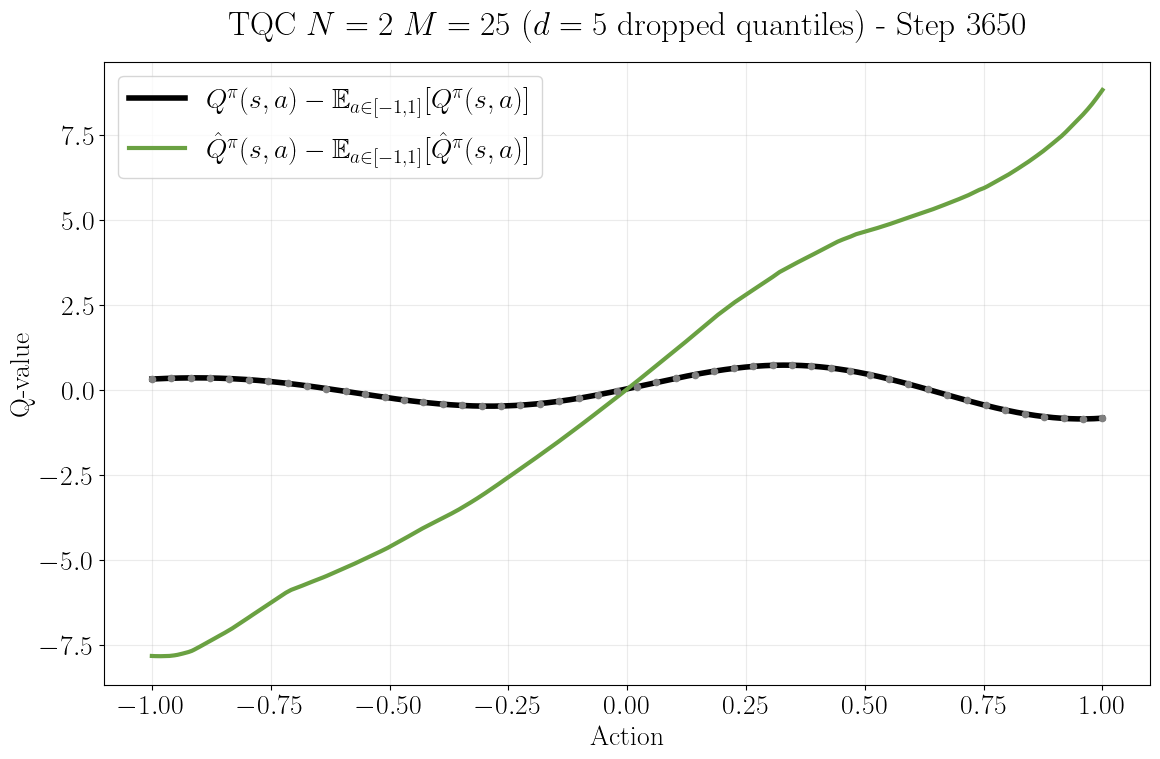 TQC N = 2 M = 25 (d = 5 dropped quantiles) - Step 3650
Q^π(s, a) − 𝔼_{a∈[−1,1]}[Q^π(s, a)]
Q̂^π(s, a) − 𝔼_{a∈[−1,1]}[Q̂^π(s, a)]
Q-value
7.5
5.0
2.5
0.0
−2.5
−5.0
−7.5
−1.00 −0.75 −0.50 −0.25 0.00 0.25 0.50 0.75 1.00
Action